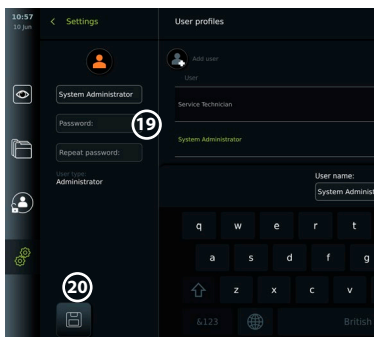 10:57
10 Jun
Settings
User profiles
Add user
User
System Administrator
Service Technician
Password:
19
System Administrator
Repeat password:
User type:
Administrator
User name:
System Administ
q w e r t
a s d f g
z x c v
20
&123
British